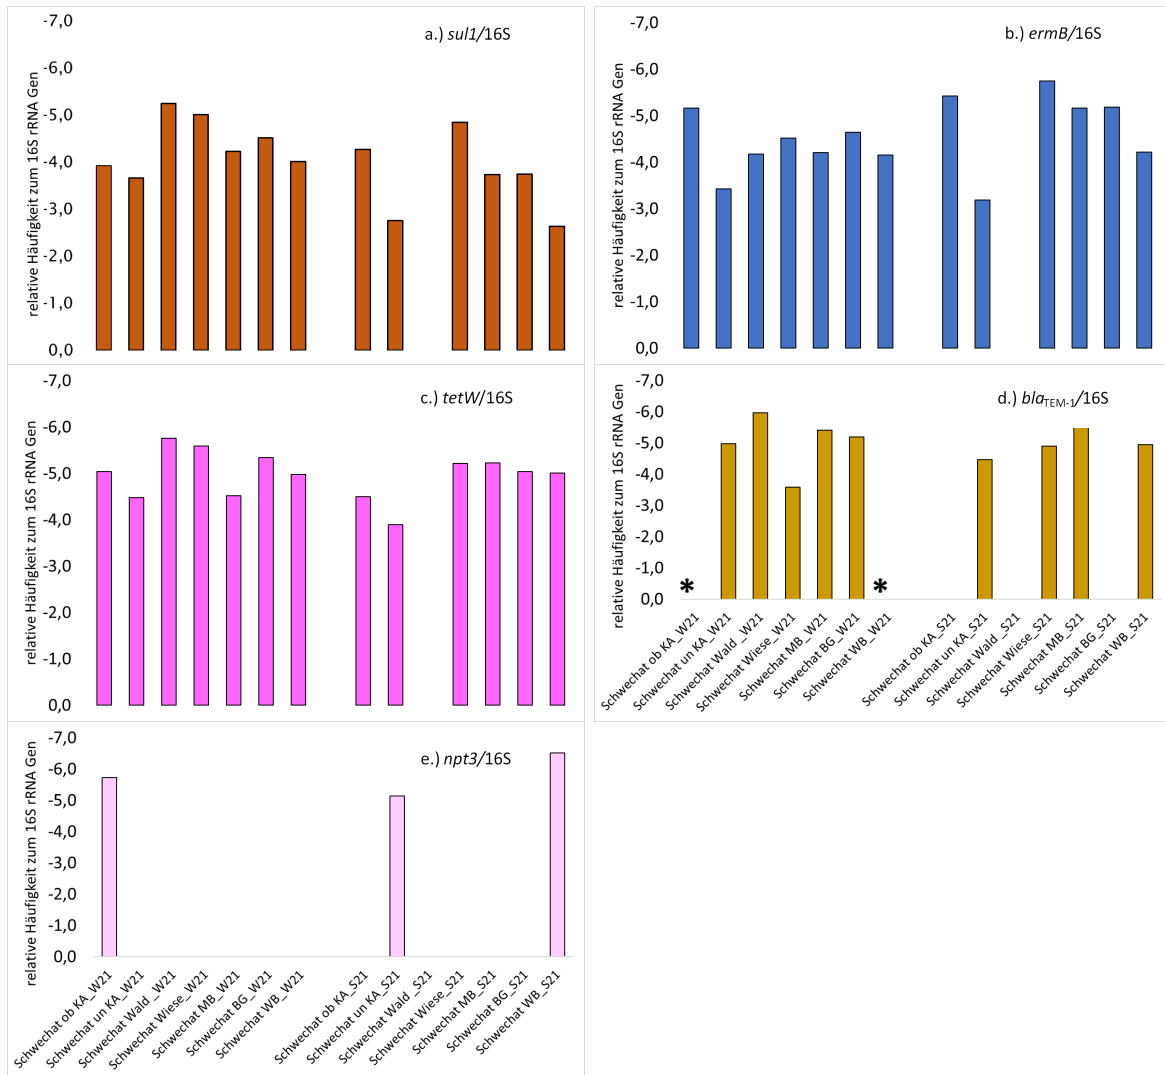 a.) sul1/16S
relative Häufigkeit zum 16S rRNA Gen
-7,0
-6,0
-5,0
-4,0
-3,0
-2,0
-1,0
0,0
b.) ermB/16S
relative Häufigkeit zum 16S rRNA Gen
-7,0
-6,0
-5,0
-4,0
-3,0
-2,0
-1,0
0,0
c.) tetW/16S
relative Häufigkeit zum 16S rRNA Gen
-7,0
-6,0
-5,0
-4,0
-3,0
-2,0
-1,0
0,0
d.) blaTEM-1/16S
relative Häufigkeit zum 16S rRNA Gen
-7,0
-6,0
-5,0
-4,0
-3,0
-2,0
-1,0
0,0
*
*
Schwechat ob KA_W21
Schwechat un KA_W21
Schwechat Wald _W21
Schwechat Wiese_W21
Schwechat MB_W21
Schwechat BG_W21
Schwechat WB_W21
Schwechat ob KA_S21
Schwechat un KA_S21
Schwechat Wald _S21
Schwechat Wiese_S21
Schwechat MB_S21
Schwechat BG_S21
Schwechat WB_S21
e.) npt3/16S
relative Häufigkeit zum 16S rRNA Gen
-7,0
-6,0
-5,0
-4,0
-3,0
-2,0
-1,0
0,0
Schwechat ob KA_W21
Schwechat un KA_W21
Schwechat Wald _W21
Schwechat Wiese_W21
Schwechat MB_W21
Schwechat BG_W21
Schwechat WB_W21
Schwechat ob KA_S21
Schwechat un KA_S21
Schwechat Wald _S21
Schwechat Wiese_S21
Schwechat MB_S21
Schwechat BG_S21
Schwechat WB_S21